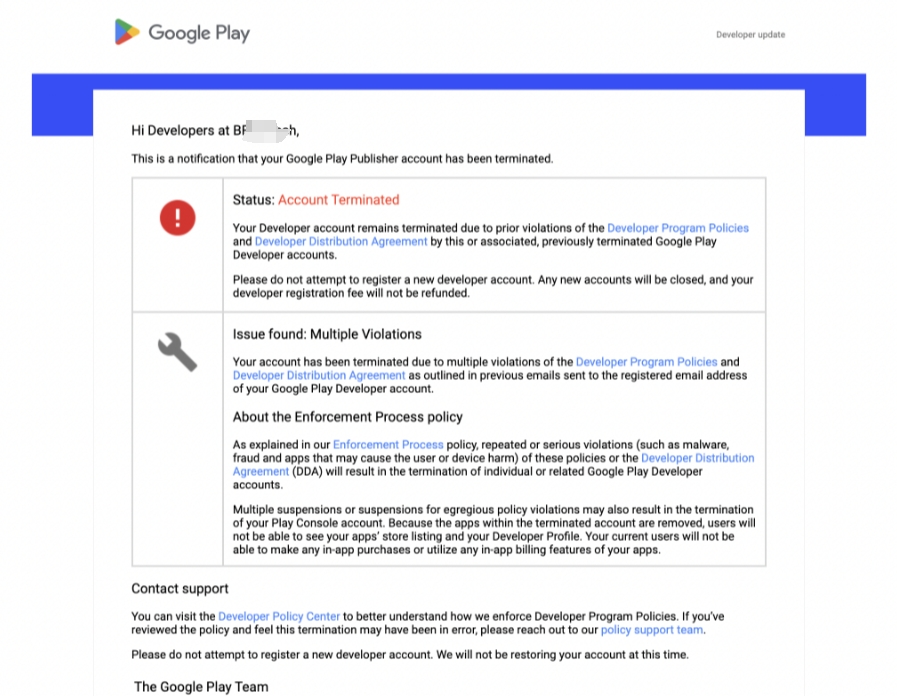 Google Play
Developer update
Hi Developers at
This is a notification that your Google Play Publisher account has been terminated.
Status: Account Terminated
Your Developer account remains terminated due to prior violations of the Developer Program Policies
and Developer Distribution Agreement by this or associated, previously terminated Google Play
Developer accounts.
Please do not attempt to register a new developer account. Any new accounts will be closed, and your
developer registration fee will not be refunded.
Issue found: Multiple Violations
Your account has been terminated due to multiple violations of the Developer Program Policies and
Developer Distribution Agreement as outlined in previous emails sent to the registered email address
of your Google Play Developer account.
About the Enforcement Process policy
As explained in our Enforcement Process policy, repeated or serious violations (such as malware,
fraud and apps that may cause the user or device harm) of these policies or the Developer Distribution
Agreement (DDA) will result in the termination of individual or related Google Play Developer
accounts.
Multiple suspensions or suspensions for egregious policy violations may also result in the termination
of your Play Console account. Because the apps within the terminated account are removed, users will
not be able to see your apps' store listing and your Developer Profile. Your current users will not be
able to make any in-app purchases or utilize any in-app billing features of your apps.
Contact support
You can visit the Developer Policy Center to better understand how we enforce Developer Program Policies. If you've
reviewed the policy and feel this termination may have been in error, please reach out to our policy support team.
Please do not attempt to register a new developer account. We will not be restoring your account at this time.
The Google Play Team